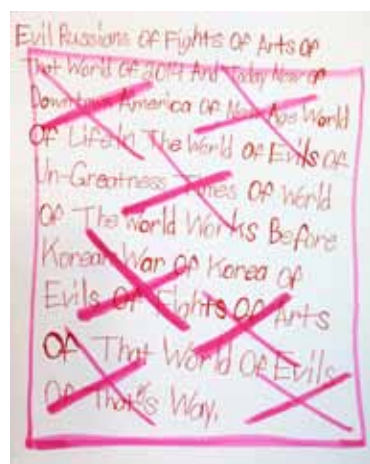 Evil Russians Of Fights Of Arts Of
That World Of 2014 And Today Now Of
Downtown America Of New Age World
Of Life In The World Of Evils Of
Un-Greatness Times Of World
Of The World Works Before
Korean War Of Korea Of
Evils Of Fights Of Arts
Of That World Of Evils
Of That's Way.